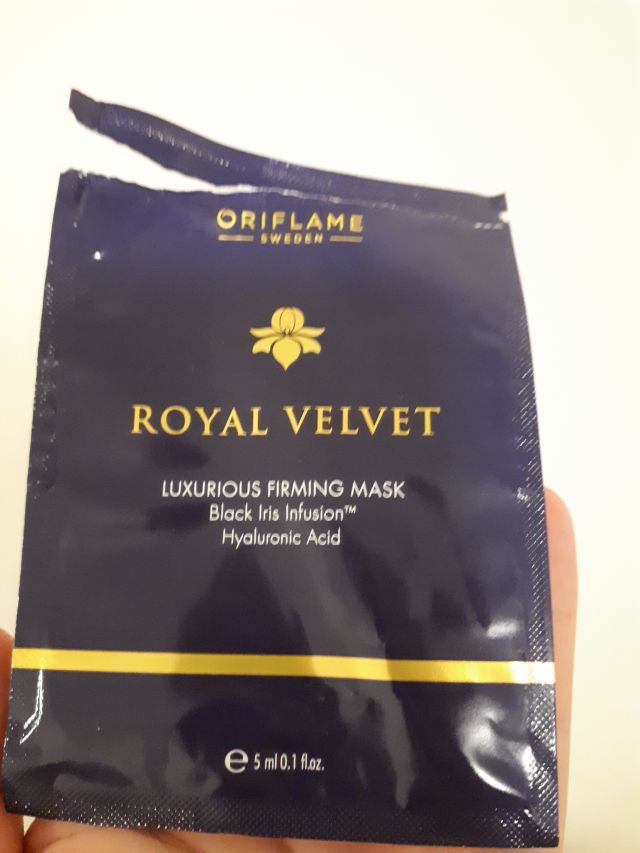 ORIFLAME
SWEDEN
ROYAL VELVET
LUXURIOUS FIRMING MASK
Black Iris Infusion™
Hyaluronic Acid
e 5 ml 0.1 fl.oz.